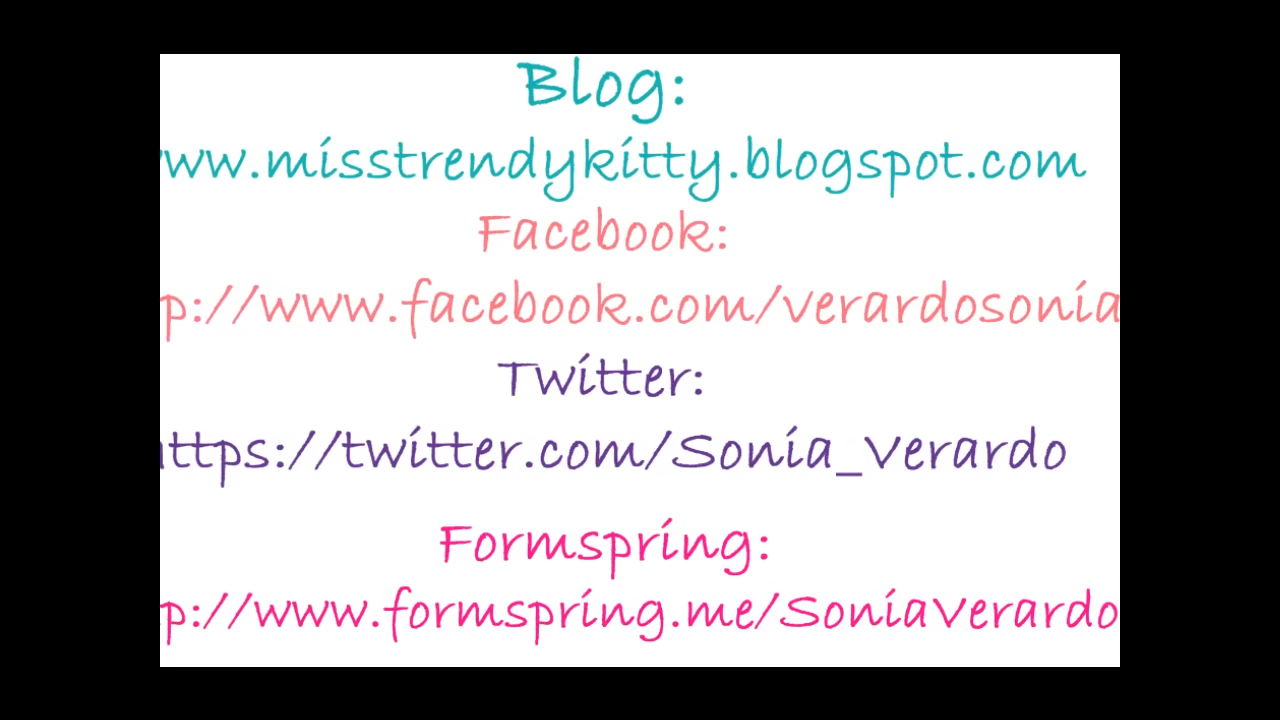 Blog:
www.misstrendykitty.blogspot.com
Facebook:
p://www.facebook.com/verardosonia
Twitter:
ttps://twitter.com/Sonia_Verardo
Formspring:
p://www.formspring.me/SoniaVerardo